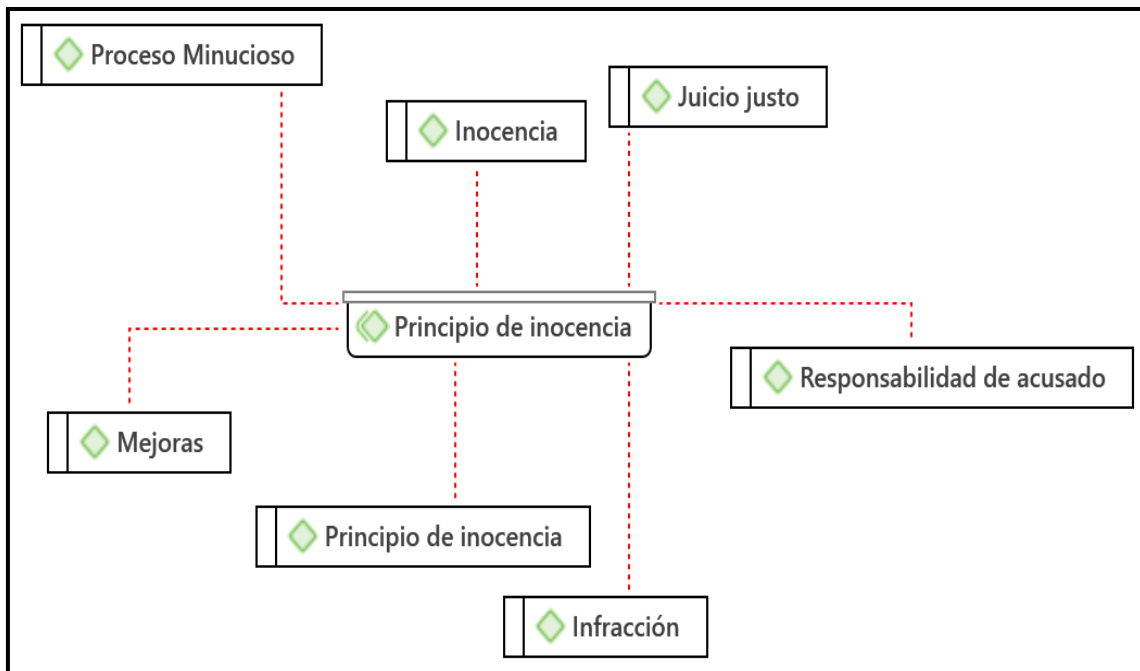 Proceso Minucioso
Juicio justo
Inocencia
Principio de inocencia
Responsabilidad de acusado
Mejoras
Principio de inocencia
Infracción